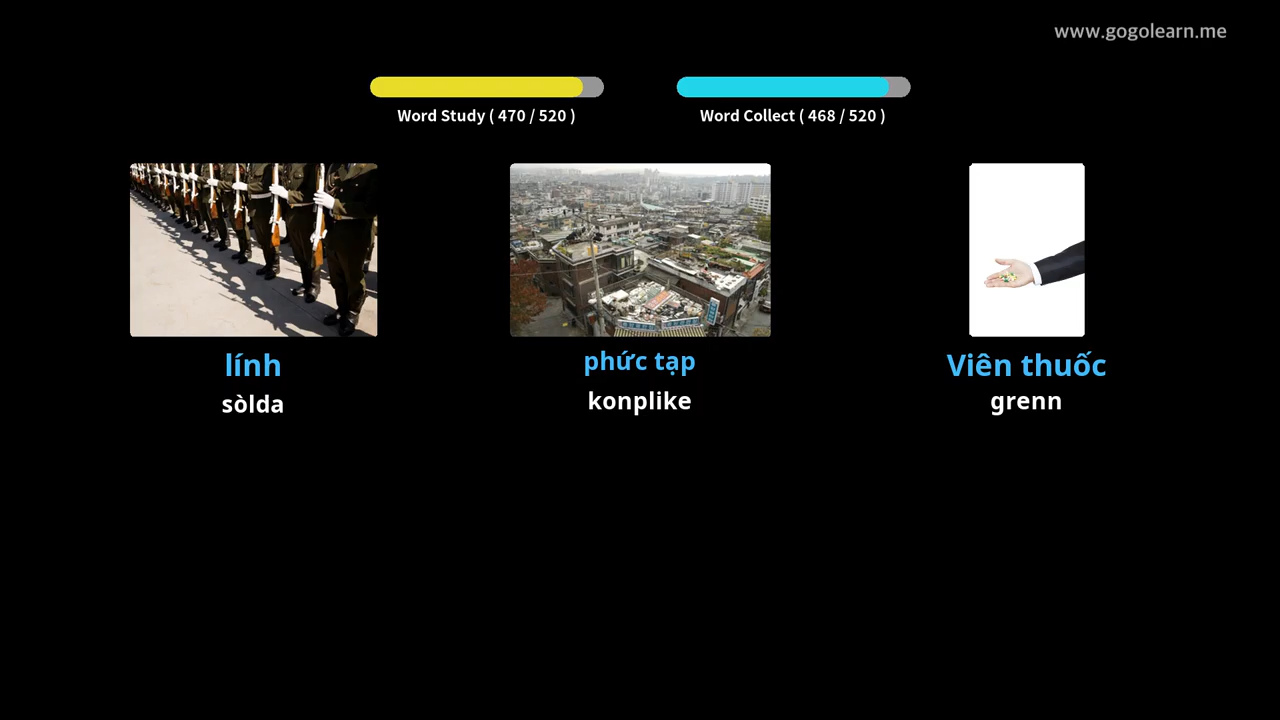 www.gogolearn.me
Word Study ( 470 / 520 )
Word Collect ( 468 / 520 )
lính
phức tạp
Viên thuốc
sòlda
konplike
grenn